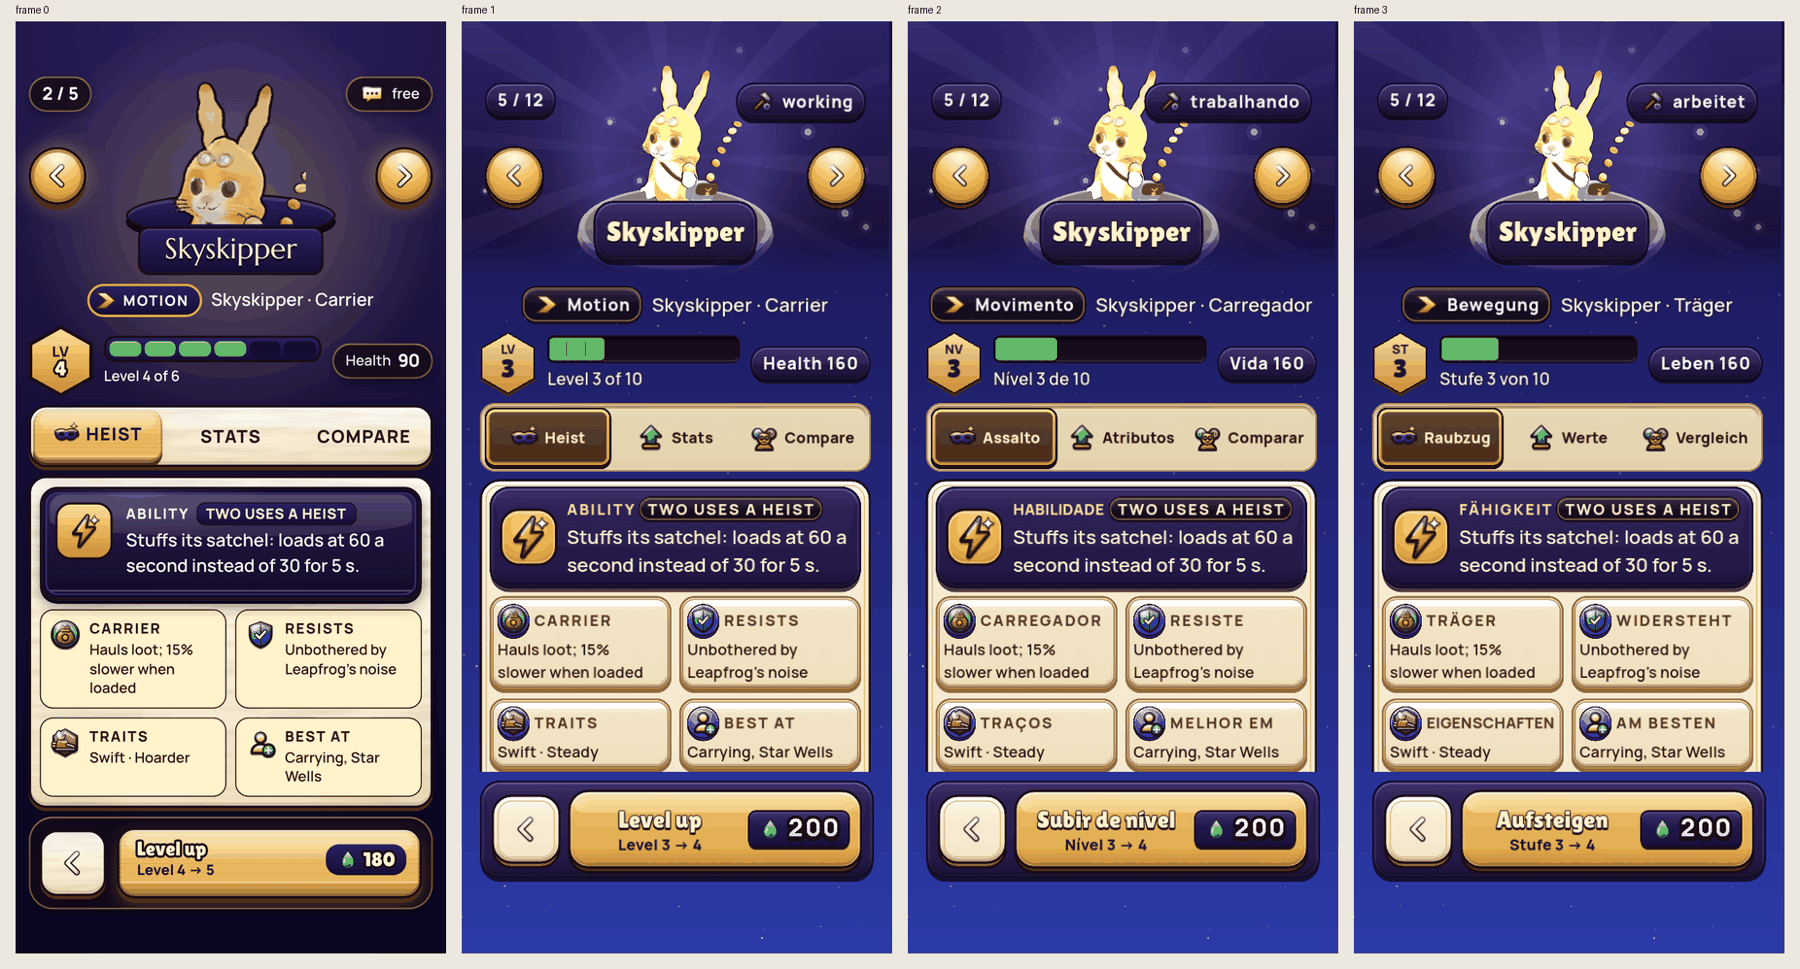 frame 0
2 / 5
free
Skyskipper
MOTION
Skyskipper · Carrier
LV
4
Level 4 of 6
Health 90
HEIST
STATS
COMPARE
ABILITY
TWO USES A HEIST
Stuffs its satchel: loads at 60 a
second instead of 30 for 5 s.
CARRIER
Hauls loot; 15%
slower when
loaded
RESISTS
Unbothered by
Leapfrog's noise
TRAITS
Swift · Hoarder
BEST AT
Carrying, Star
Wells
Level up
Level 4 → 5
180
frame 1
5 / 12
working
Skyskipper
Motion
Skyskipper · Carrier
LV
3
Level 3 of 10
Health 160
Heist
Stats
Compare
ABILITY
TWO USES A HEIST
Stuffs its satchel: loads at 60 a
second instead of 30 for 5 s.
CARRIER
Hauls loot; 15%
slower when loaded
RESISTS
Unbothered by
Leapfrog's noise
TRAITS
Swift · Steady
BEST AT
Carrying, Star Wells
Level up
Level 3 → 4
200
frame 2
5 / 12
trabalhando
Skyskipper
Movimento
Skyskipper · Carregador
NV
3
Nível 3 de 10
Vida 160
Assalto
Atributos
Comparar
HABILIDADE
TWO USES A HEIST
Stuffs its satchel: loads at 60 a
second instead of 30 for 5 s.
CARREGADOR
Hauls loot; 15%
slower when loaded
RESISTE
Unbothered by
Leapfrog's noise
TRAÇOS
Swift · Steady
MELHOR EM
Carrying, Star Wells
Subir de nível
Nível 3 → 4
200
frame 3
5 / 12
arbeitet
Skyskipper
Bewegung
Skyskipper · Träger
ST
3
Stufe 3 von 10
Leben 160
Raubzug
Werte
Vergleich
FÄHIGKEIT
TWO USES A HEIST
Stuffs its satchel: loads at 60 a
second instead of 30 for 5 s.
TRÄGER
Hauls loot; 15%
slower when loaded
WIDERSTEHT
Unbothered by
Leapfrog's noise
EIGENSCHAFTEN
Swift · Steady
AM BESTEN
Carrying, Star Wells
Aufsteigen
Stufe 3 → 4
200